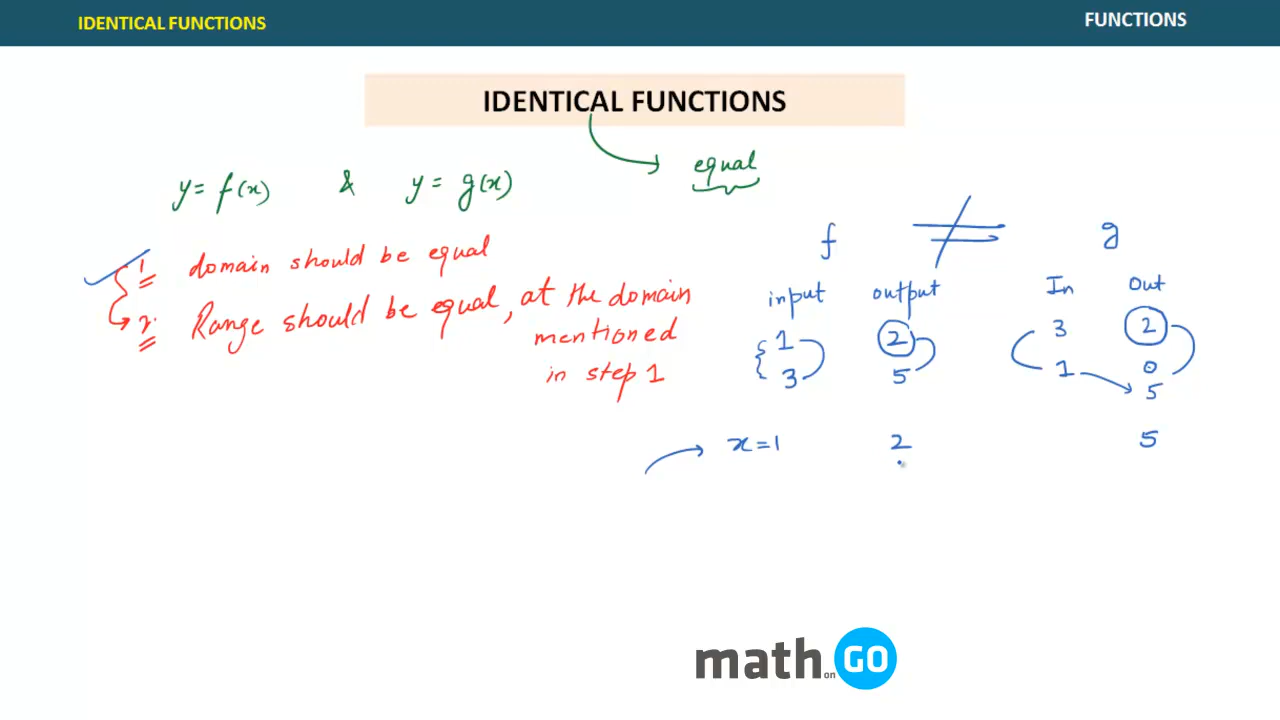 IDENTICAL FUNCTIONS
FUNCTIONS
IDENTICAL FUNCTIONS
equal
y = f(x) & y = g(x)
1. domain should be equal
2. Range should be equal, at the domain
mentioned
in step 1
f ≠ g
input output In Out
1 2 3 2
3 5 1 0
5
x = 1 2 5
math on GO